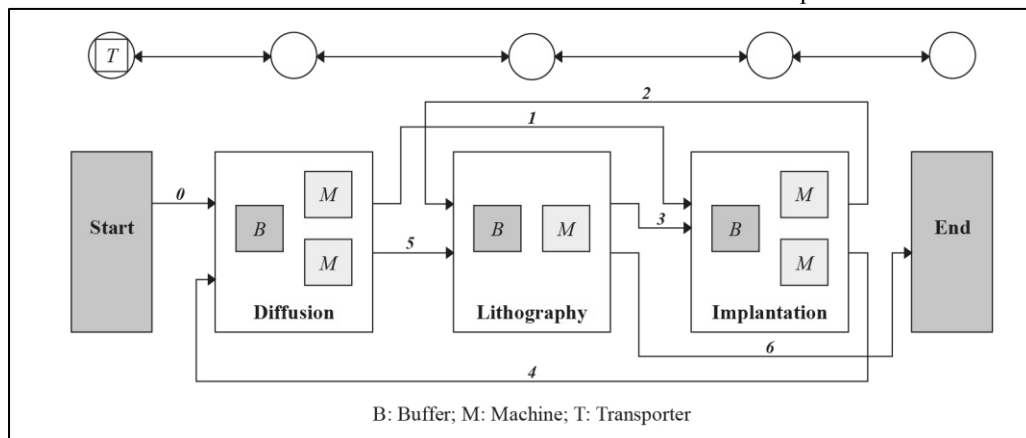 T
2
1
0
3
M
M
M
Start
B
B
M
B
End
5
M
M
Diffusion
Lithography
Implantation
6
4
B: Buffer; M: Machine; T: Transporter